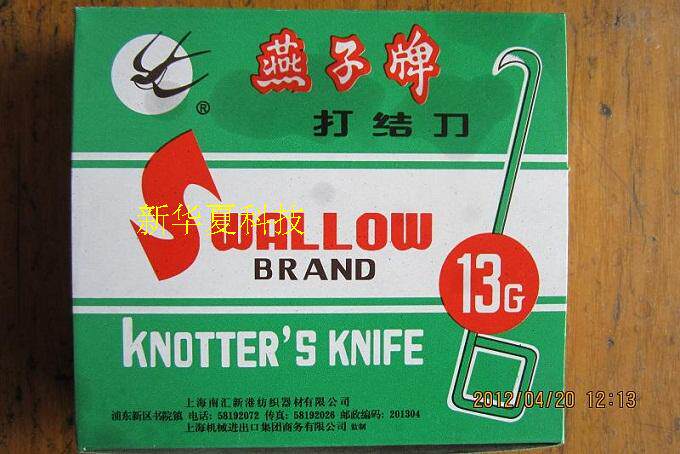 燕子牌
®
打结刀
新华夏科技
SWALLOW
BRAND
13G
KNOTTER'S KNIFE
上海南汇新港纺织器材有限公司
浦东新区书院镇 电话: 58192072 传真: 58192026 邮政编码: 201304
上海机械进出口集团商务有限公司 监制
2012/04/20 12:13